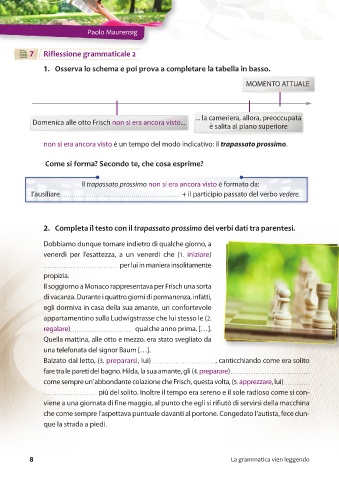 Paolo Maurensig
7 Riflessione grammaticale 2
1. Osserva lo schema e poi prova a completare la tabella in basso.
MOMENTO ATTUALE
Domenica alle otto Frisch non si era ancora visto...
... la cameriera, allora, preoccupata
è salita al piano superiore
non si era ancora visto è un tempo del modo indicativo: il trapassato prossimo.
Come si forma? Secondo te, che cosa esprime?
Il trapassato prossimo non si era ancora visto è formato da:
l'ausiliare ........................................ + il participio passato del verbo vedere.
2. Completa il testo con il trapassato prossimo dei verbi dati tra parentesi.
Dobbiamo dunque tornare indietro di qualche giorno, a
venerdì per l'esattezza, a un venerdì che (1. iniziare)
........................ per lui in maniera insolitamente
propizia.
Il soggiorno a Monaco rappresentava per Frisch una sorta
di vacanza. Durante i quattro giorni di permanenza, infatti,
egli dormiva in casa della sua amante, un confortevole
appartamentino sulla Ludwigstrasse che lui stesso le (2.
regalare)........................ qualche anno prima. [...].
Quella mattina, alle otto e mezzo, era stato svegliato da
una telefonata del signor Baum [...].
Balzato dal letto, (3. prepararsi, lui) ........................, canticchiando come era solito
fare tra le pareti del bagno. Hilda, la sua amante, gli (4. preparare)........................
come sempre un'abbondante colazione che Frisch, questa volta, (5. apprezzare, lui)..........
.................... più del solito. Inoltre il tempo era sereno e il sole radioso come si con-
viene a una giornata di fine maggio, al punto che egli si rifiutò di servirsi della macchina
che come sempre l'aspettava puntuale davanti al portone. Congedato l'autista, fece dun-
que la strada a piedi.
8
La grammatica vien leggendo